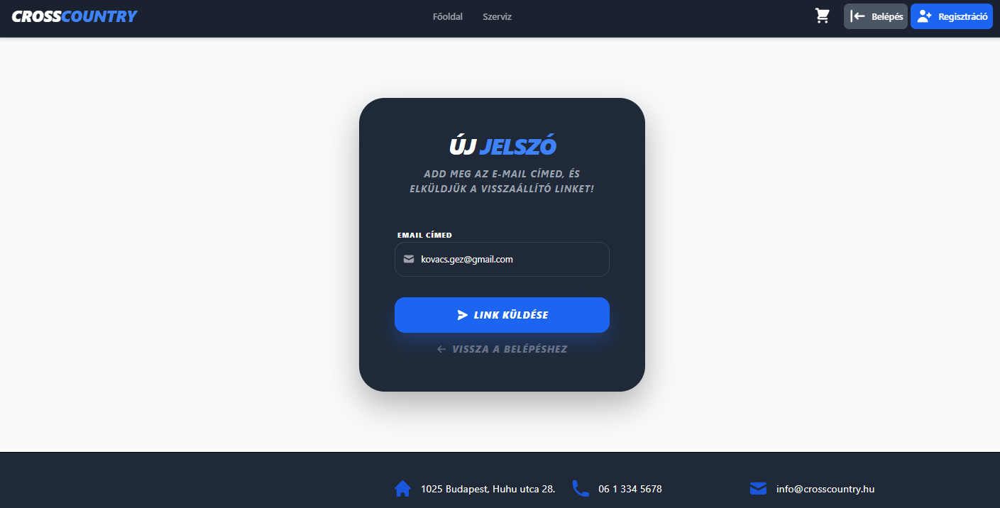 CROSSCOUNTRY
Főoldal
Szerviz
Belépés
Regisztráció
ÚJ JELSZÓ
ADD MEG AZ E-MAIL CÍMED, ÉS
ELKÜLDJÜK A VISSZAÁLLÍTÓ LINKET!
EMAIL CÍMED
kovacs.gez@gmail.com
LINK KÜLDÉSE
VISSZA A BELÉPÉSHEZ
1025 Budapest, Huhu utca 28.
06 1 334 5678
info@crosscountry.hu